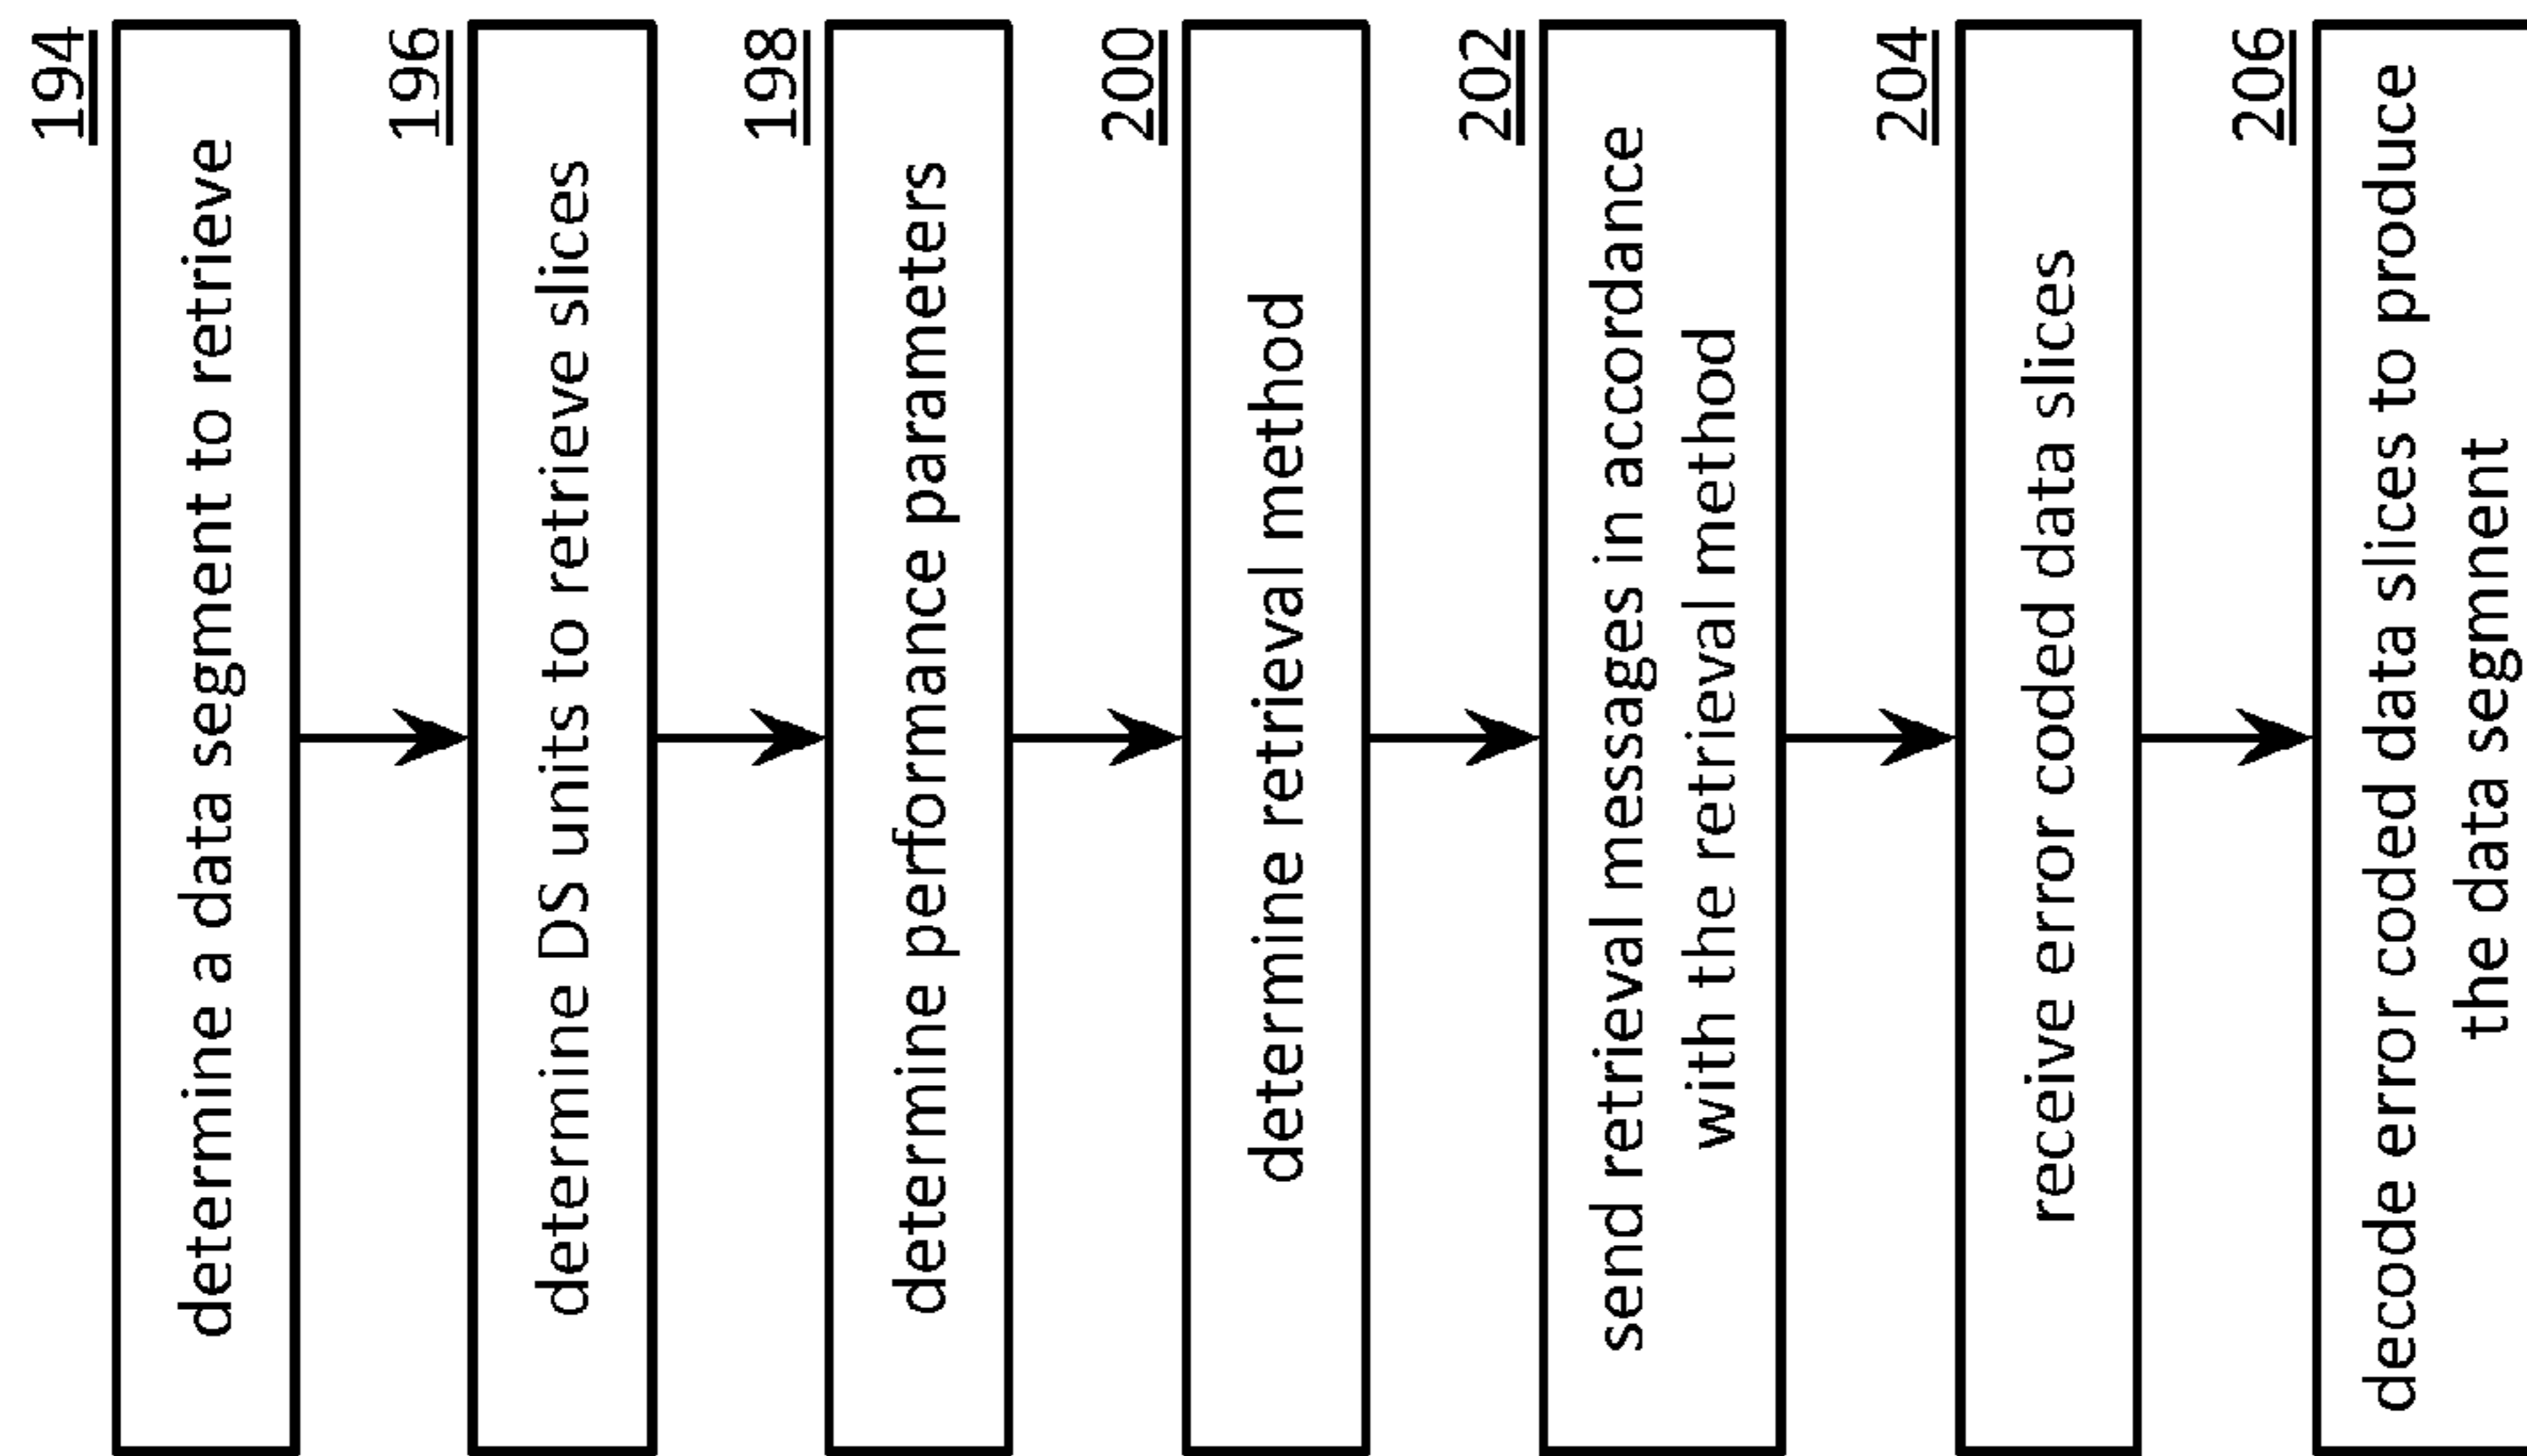 194
determine a data segment to retrieve
196
determine DS units to retrieve slices
198
determine performance parameters
200
determine retrieval method
202
send retrieval messages in accordance
with the retrieval method
204
receive error coded data slices
206
decode error coded data slices to produce
the data segment